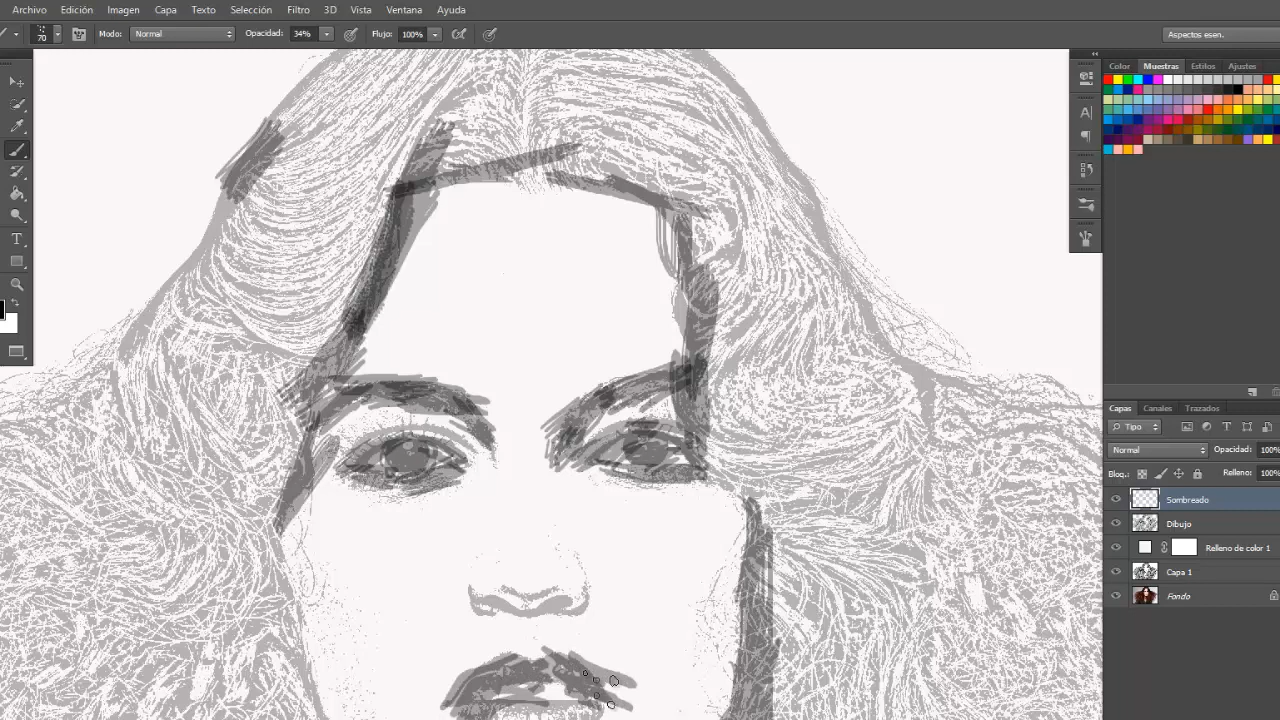 Archivo Edición Imagen Capa Texto Selección Filtro 3D Vista Ventana Ayuda
70 Modo: Normal Opacidad: 34% Flujo: 100% Aspectos esen.
Color Muestras Estilos Ajustes
Capas Canales Trazados
Tipo
Normal Opacidad: 100%
Bloq.: Relleno: 100%
Sombreado
Dibujo
Relleno de color 1
Capa 1
Fondo